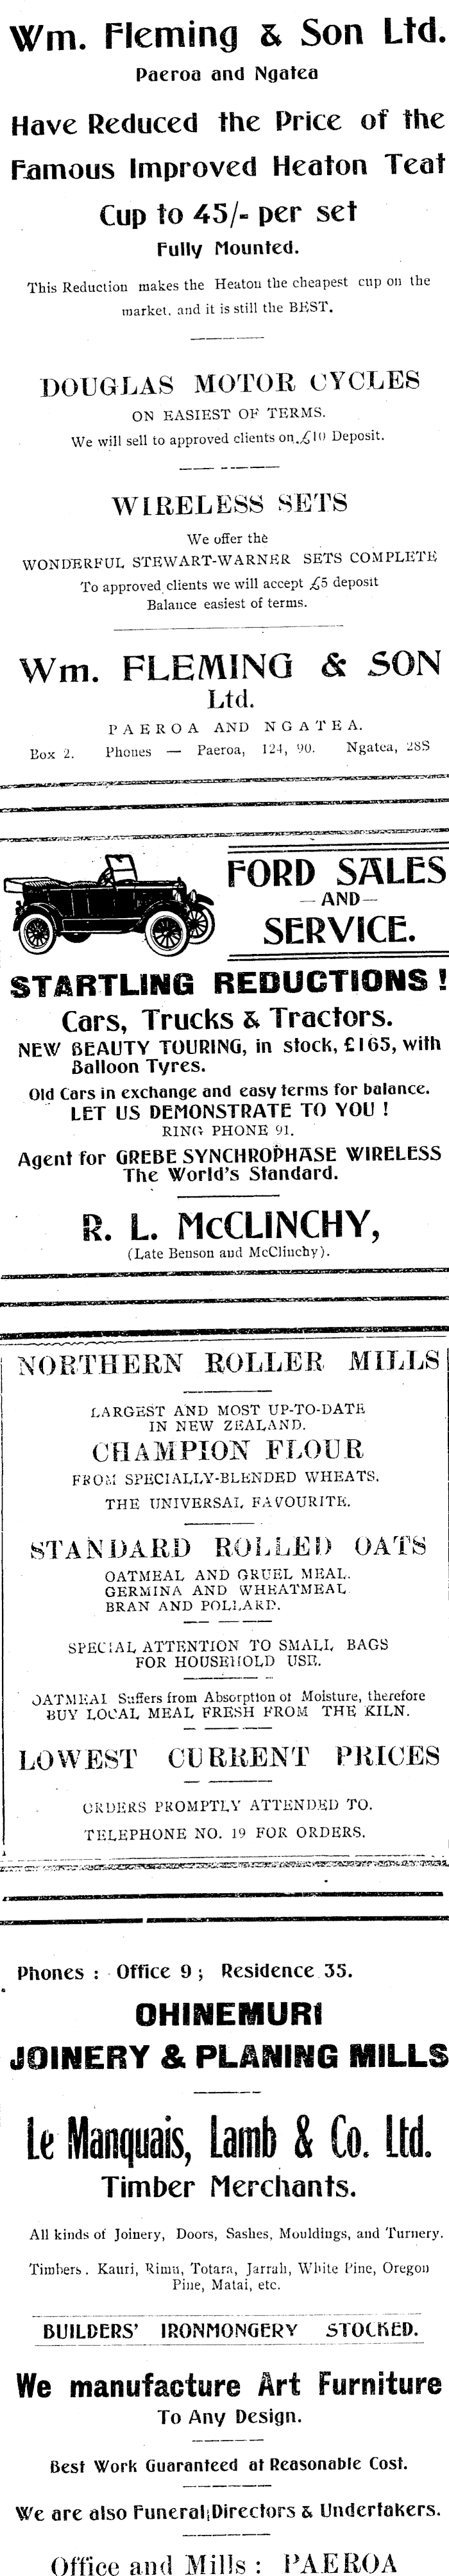 Wm. Fleming & Son Ltd.
Paeroa and Ngatea
Have Reduced the Price of the
Famous Improved Heaton Teat
Cup to 45/- per set
Fully Mounted.
This Reduction makes the Heaton the cheapest cup on the
market, and it is still the BEST.
DOUGLAS MOTOR CYCLES
ON EASIEST OF TERMS.
We will sell to approved clients on £10 Deposit.
WIRELESS SETS
We offer the
WONDERFUL STEWART-WARNER SETS COMPLETE
To approved clients we will accept £5 deposit
Balance easiest of terms.
Wm. FLEMING & SON
Ltd.
PAEROA AND NGATEA.
Box 2. Phones — Paeroa, 124, 90. Ngatea, 28S
FORD SALES
— AND —
SERVICE.
STARTLING REDUCTIONS !
Cars, Trucks & Tractors.
NEW BEAUTY TOURING, in stock, £165, with
Balloon Tyres.
Old Cars in exchange and easy terms for balance.
LET US DEMONSTRATE TO YOU !
RING PHONE 91.
Agent for GREBE SYNCHROPHASE WIRELESS
The World's Standard.
R. L. McCLINCHY,
(Late Benson and McClinchy).
NORTHERN ROLLER MILLS
LARGEST AND MOST UP-TO-DATE
IN NEW ZEALAND.
CHAMPION FLOUR
FROM SPECIALLY-BLENDED WHEATS.
THE UNIVERSAL FAVOURITE.
STANDARD ROLLED OATS
OATMEAL AND GRUEL MEAL.
GERMINA AND WHEATMEAL
BRAN AND POLLARD.
SPECIAL ATTENTION TO SMALL BAGS
FOR HOUSEHOLD USE.
OATMEAL Suffers from Absorption of Moisture, therefore
BUY LOCAL MEAL FRESH FROM THE KILN.
LOWEST CURRENT PRICES
ORDERS PROMPTLY ATTENDED TO.
TELEPHONE NO. 19 FOR ORDERS.
Phones : Office 9 ; Residence 35.
OHINEMURI
JOINERY & PLANING MILLS
Le Manquais, Lamb & Co. Ltd.
Timber Merchants.
All kinds of Joinery, Doors, Sashes, Mouldings, and Turnery.
Timbers. Kauri, Rimu, Totara, Jarrah, White Pine, Oregon
Pine, Matai, etc.
BUILDERS' IRONMONGERY STOCKED.
We manufacture Art Furniture
To Any Design.
Best Work Guaranteed at Reasonable Cost.
We are also Funeral Directors & Undertakers.
Office and Mills : PAEROA